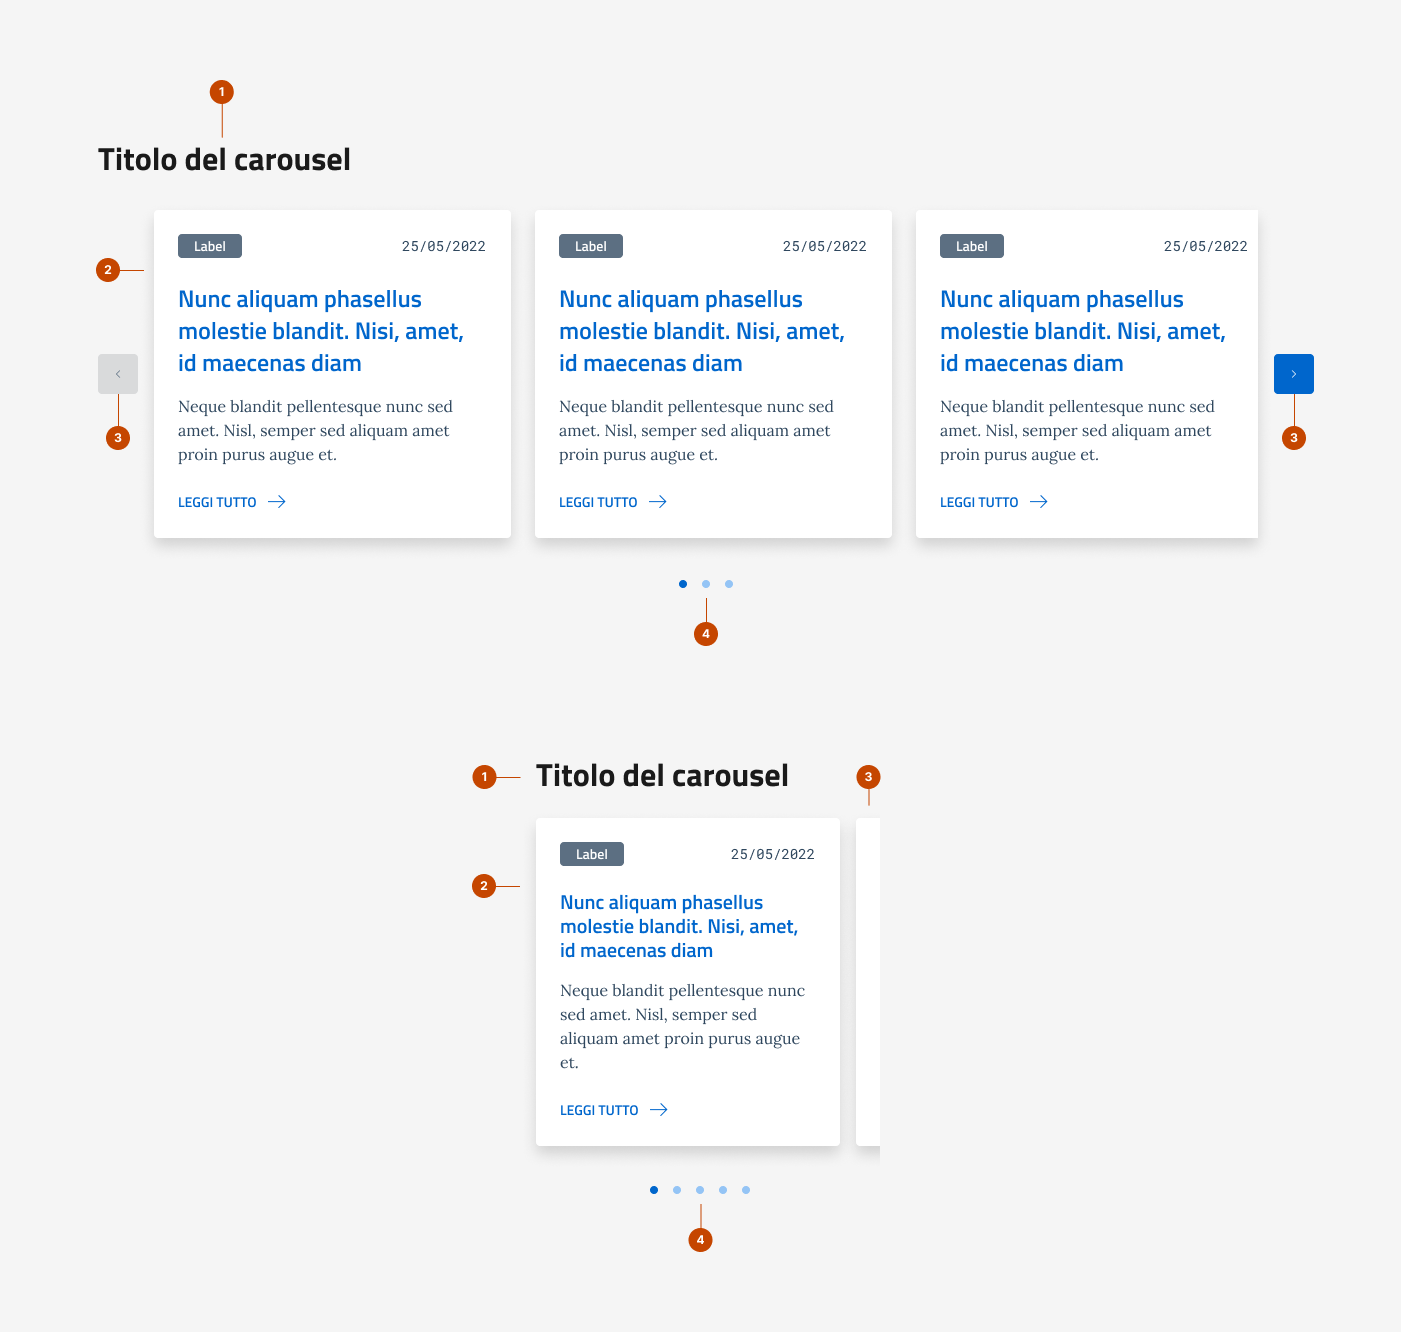 1
Titolo del carousel
Label 25/05/2022
Nunc aliquam phasellus
molestie blandit. Nisi, amet,
id maecenas diam
Neque blandit pellentesque nunc sed
amet. Nisl, semper sed aliquam amet
proin purus augue et.
LEGGI TUTTO
Label 25/05/2022
Nunc aliquam phasellus
molestie blandit. Nisi, amet,
id maecenas diam
Neque blandit pellentesque nunc sed
amet. Nisl, semper sed aliquam amet
proin purus augue et.
LEGGI TUTTO
Label 25/05/2022
Nunc aliquam phasellus
molestie blandit. Nisi, amet,
id maecenas diam
Neque blandit pellentesque nunc sed
amet. Nisl, semper sed aliquam amet
proin purus augue et.
LEGGI TUTTO
2
3
3
4
1
Titolo del carousel
3
2
Label 25/05/2022
Nunc aliquam phasellus
molestie blandit. Nisi, amet,
id maecenas diam
Neque blandit pellentesque nunc
sed amet. Nisl, semper sed
aliquam amet proin purus augue
et.
LEGGI TUTTO
4